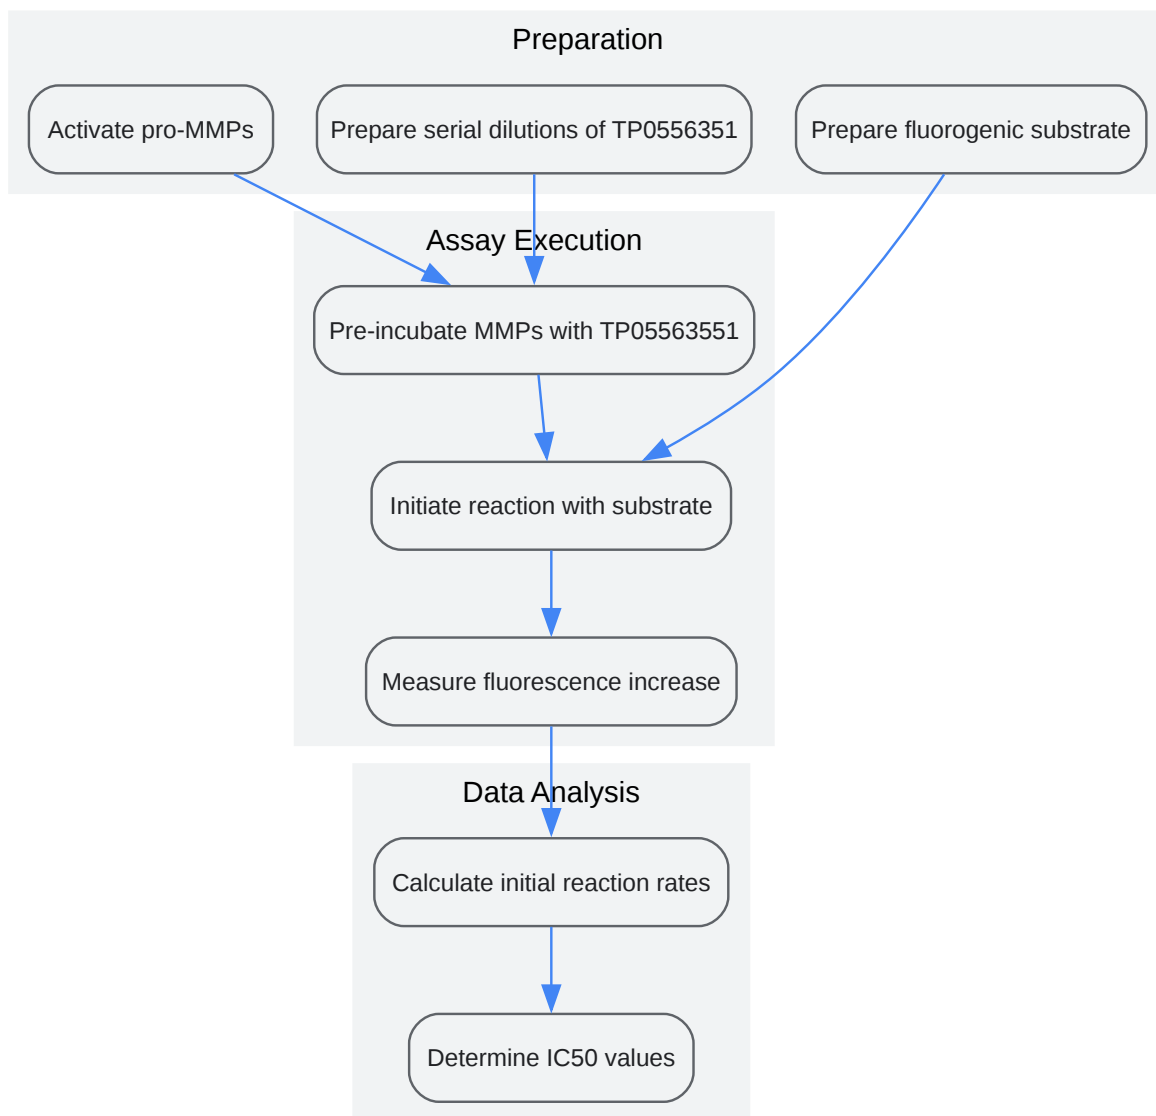 Preparation
Activate pro-MMPs
Prepare serial dilutions of TP0556351
Prepare fluorogenic substrate
Assay Execution
Pre-incubate MMPs with TP05563551
Initiate reaction with substrate
Measure fluorescence increase
Data Analysis
Calculate initial reaction rates
Determine IC50 values